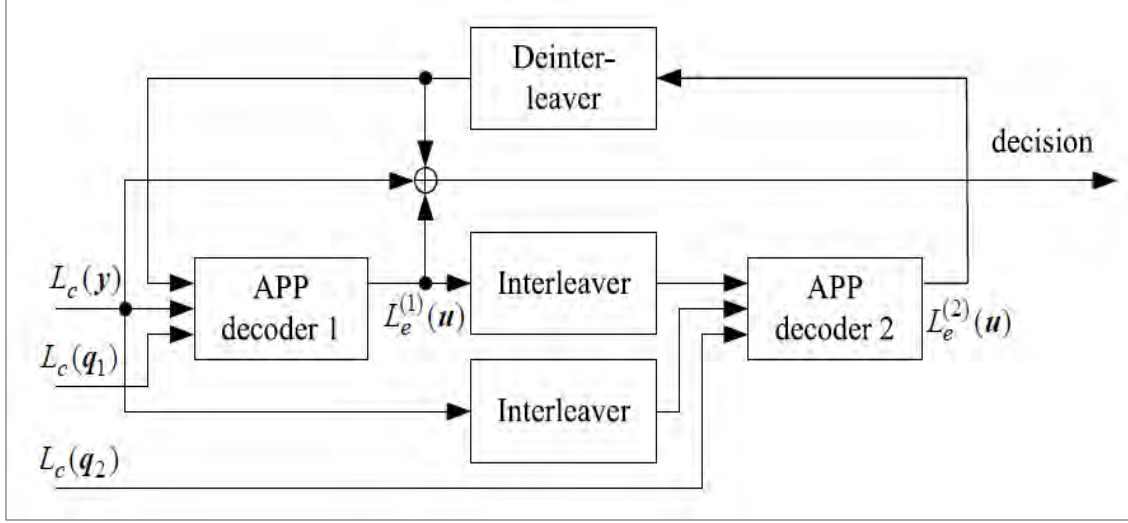 Deinter-
leaver
decision
L_c(y)
APP
decoder 1
L_e^{(1)}(u)
Interleaver
APP
decoder 2
L_e^{(2)}(u)
L_c(q_1)
Interleaver
L_c(q_2)